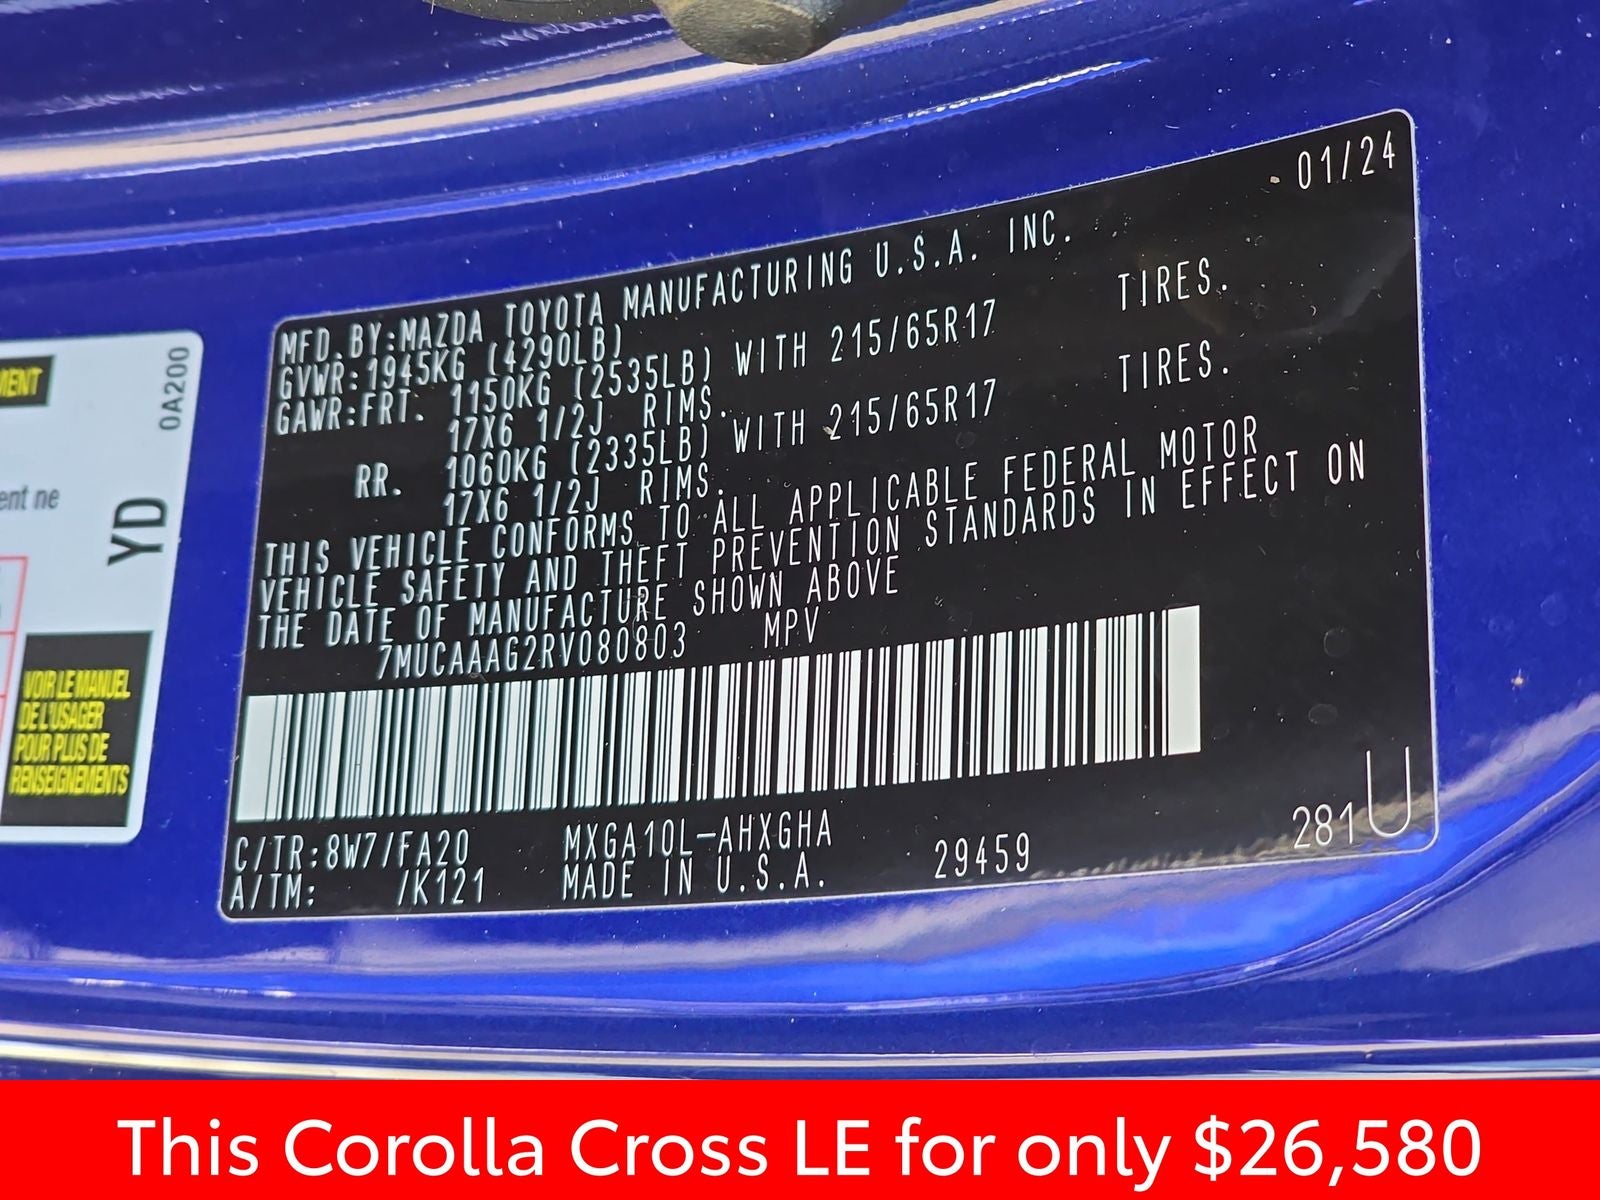 01/24
MFD.BY:MAZDA TOYOTA MANUFACTURING U.S.A. INC.
GVWR:1945KG (4290LB)
GAWR:FRT. 1150KG (2535LB) WITH 215/65R17 TIRES.
17X6 1/2J RIMS.
RR. 1060KG (2335LB) WITH 215/65R17 TIRES.
17X6 1/2J RIMS.
THIS VEHICLE CONFORMS TO ALL APPLICABLE FEDERAL MOTOR
VEHICLE SAFETY AND THEFT PREVENTION STANDARDS IN EFFECT ON
THE DATE OF MANUFACTURE SHOWN ABOVE
7MUCAAAG2RV080803 MPV
C/TR:8W7/FA20 MXGA10L-AHXGHA 29459 281U
A/TM: /K121 MADE IN U.S.A.
0A200
YD
ent ne
VOIR LE MANUEL
DE L'USAGER
POUR PLUS DE
RENSEIGNEMENTS
This Corolla Cross LE for only $26,580